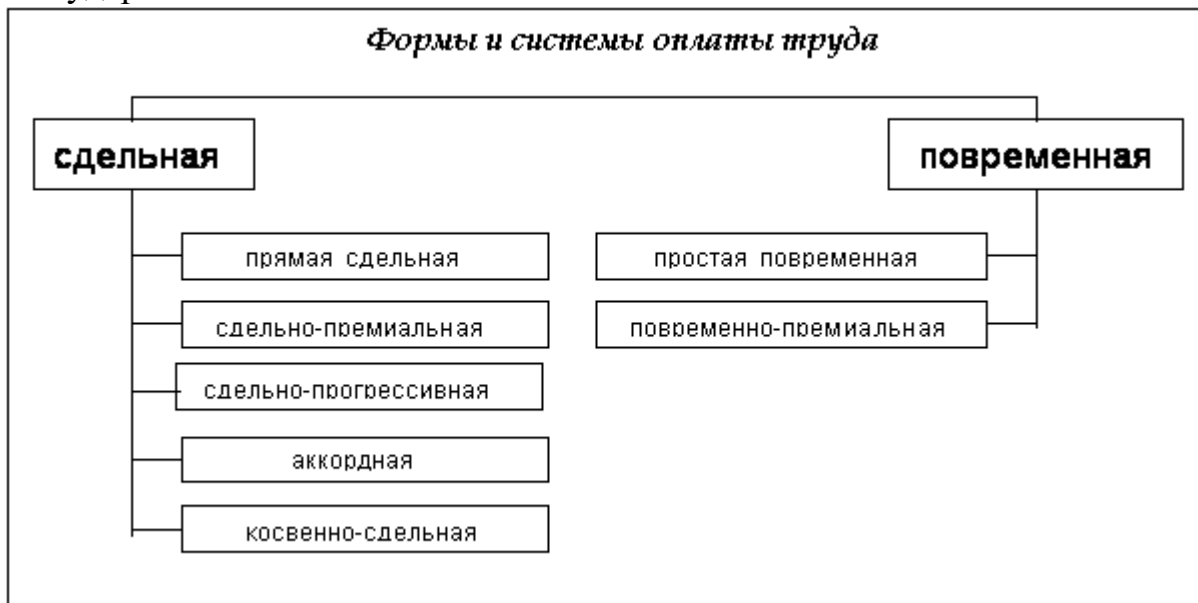 Формы и системы оплаты труда
сдельная
повременная
прямая сдельная
простая повременная
сдельно-премиальная
повременно-премиальная
сдельно-прогрессивная
аккордная
косвенно-сдельная